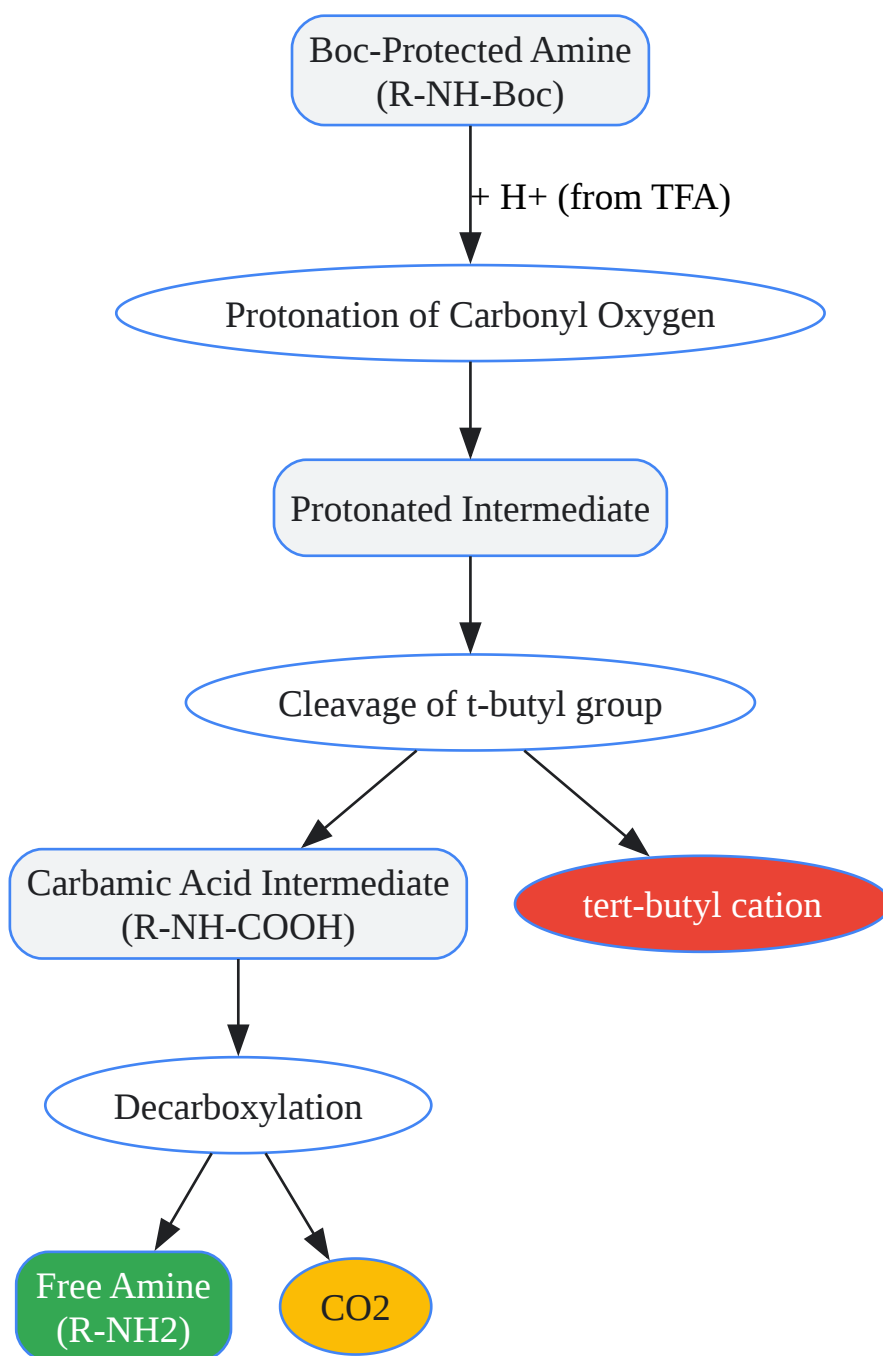 Boc-Protected Amine
(R-NH-Boc)
+ H+ (from TFA)
Protonation of Carbonyl Oxygen
Protonated Intermediate
Cleavage of t-butyl group
Carbamic Acid Intermediate
(R-NH-COOH)
tert-butyl cation
Decarboxylation
Free Amine
(R-NH2)
CO2